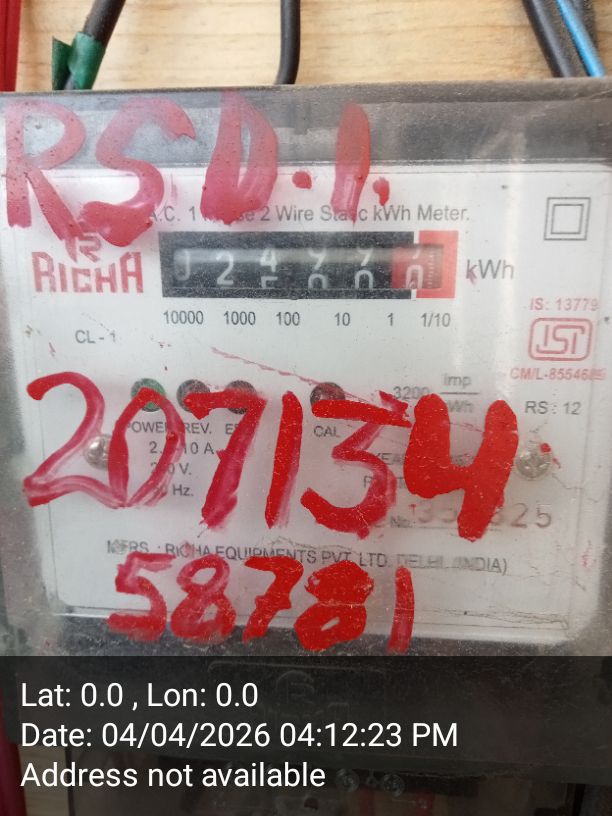 RSD.1.
A.C. 1 Phase 2 Wire Static kWh Meter.
RICHA
kWh
10000 1000 100 10 1 1/10
IS: 13779
CL - 1
ISI
3200 imp
kWh
RS : 12
207134
POWER REV.
CAL
MFRS. : RICHA EQUIPMENTS PVT. LTD. DELHI, (INDIA)
58781
Lat: 0.0 , Lon: 0.0
Date: 04/04/2026 04:12:23 PM
Address not available